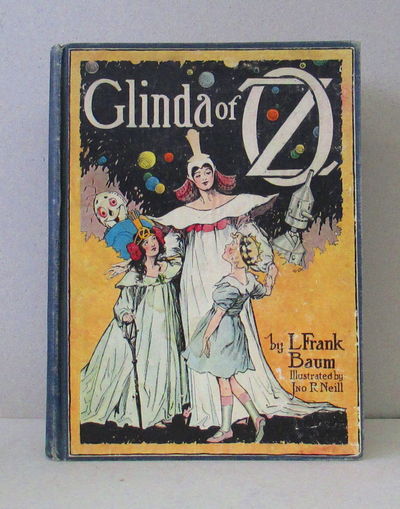 Glinda of OZ
by L Frank
Baum
Illustrated by
Jno R Neill